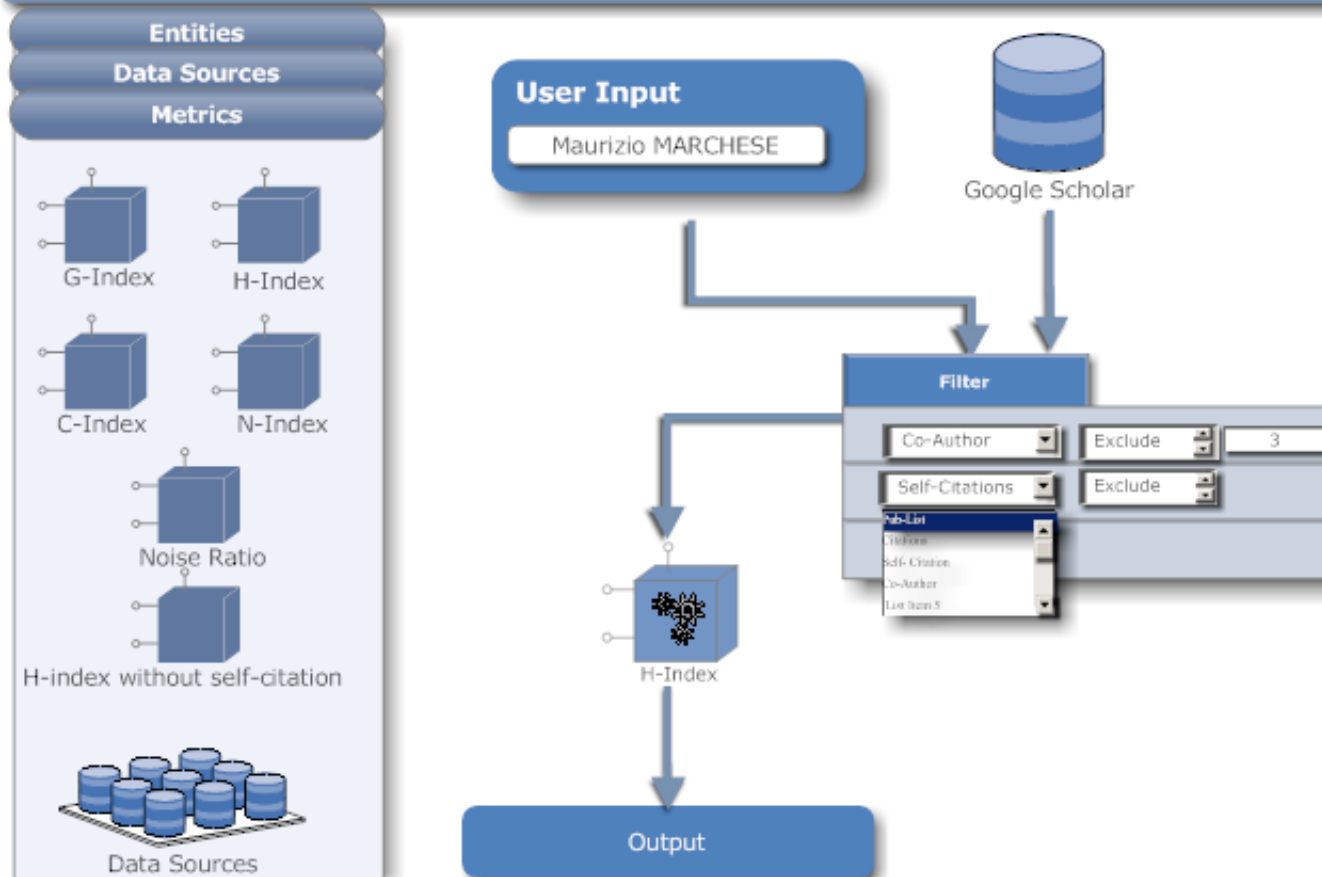 Entities
Data Sources
Metrics
G-Index
H-Index
C-Index
N-Index
Noise Ratio
H-index without self-citation
Data Sources
User Input
Maurizio MARCHESE
Google Scholar
Filter
Co-Author Exclude 3
Self-Citations Exclude
Pub-List
Citations
Self- Citation
Co-Author
List Item 5
H-Index
Output